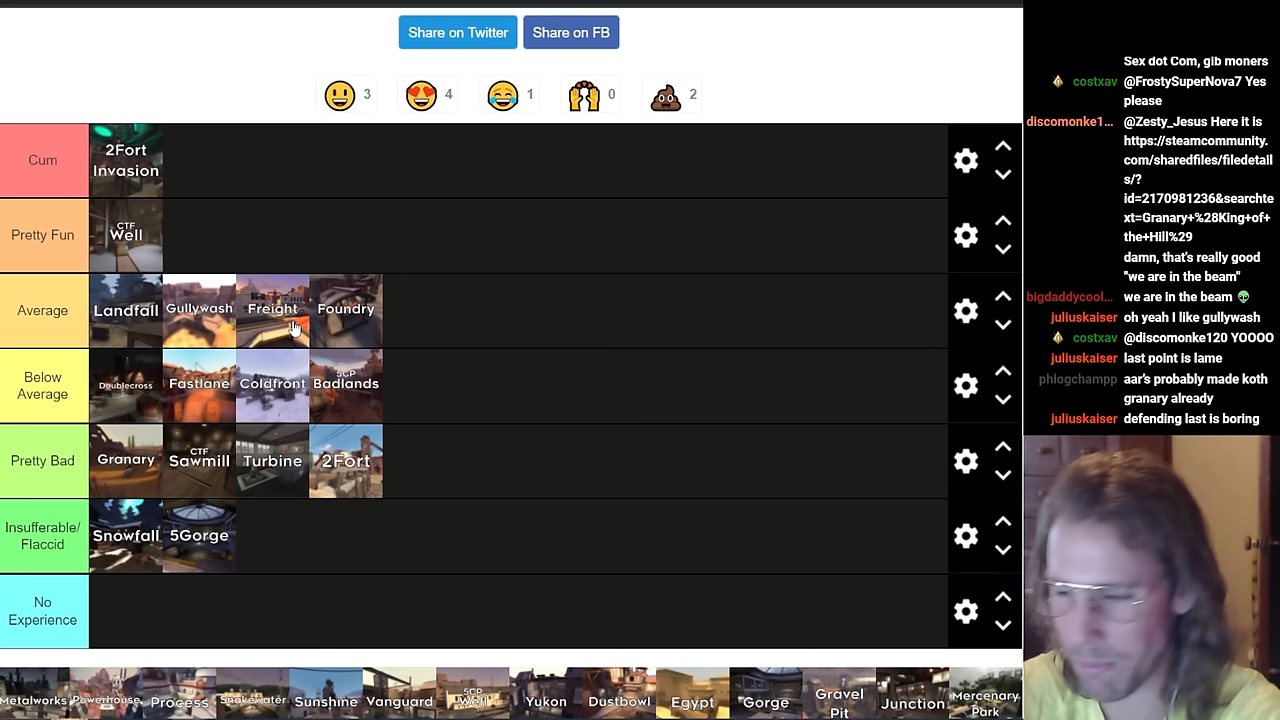 Share on Twitter
Share on FB
3
4
1
0
2
Cum
2Fort
Invasion
Pretty Fun
CTF
Well
Average
Landfall
Gullywash
Freight
Foundry
Below
Average
Doublecross
Fastlane
Coldfront
5CP
Badlands
Pretty Bad
Granary
CTF
Sawmill
Turbine
2Fort
Insufferable/
Flaccid
Snowfall
5Gorge
No
Experience
Metalworks
Powerhouse
Process
Snakewater
Sunshine
Vanguard
5CP
Well
Yukon
Dustbowl
Egypt
Gorge
Gravel
Pit
Junction
Mercenary
Park
Sex dot Com, gib moners
costxav @FrostySuperNova7 Yes
please
discomonke1... @Zesty_Jesus Here it is
https://steamcommunity.
com/sharedfiles/filedetail
s/?
id=2170981236&searchte
xt=Granary+%28King+of+
the+Hill%29
damn, that's really good
"we are in the beam"
bigdaddycool... we are in the beam 👽
juliuskaiser oh yeah I like gullywash
costxav @discomonke120 YOOOO
juliuskaiser last point is lame
phlogchampp aar's probably made koth
granary already
juliuskaiser defending last is boring